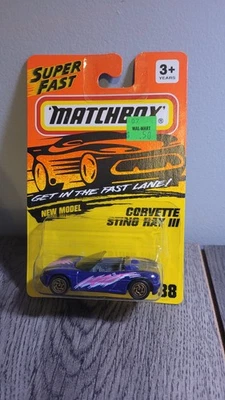 SUPER
FAST
3+
YEARS
MATCHBOX®
WAL-MART
GET IN THE FAST LANE!
NEW MODEL
CORVETTE
STING RAY III
38